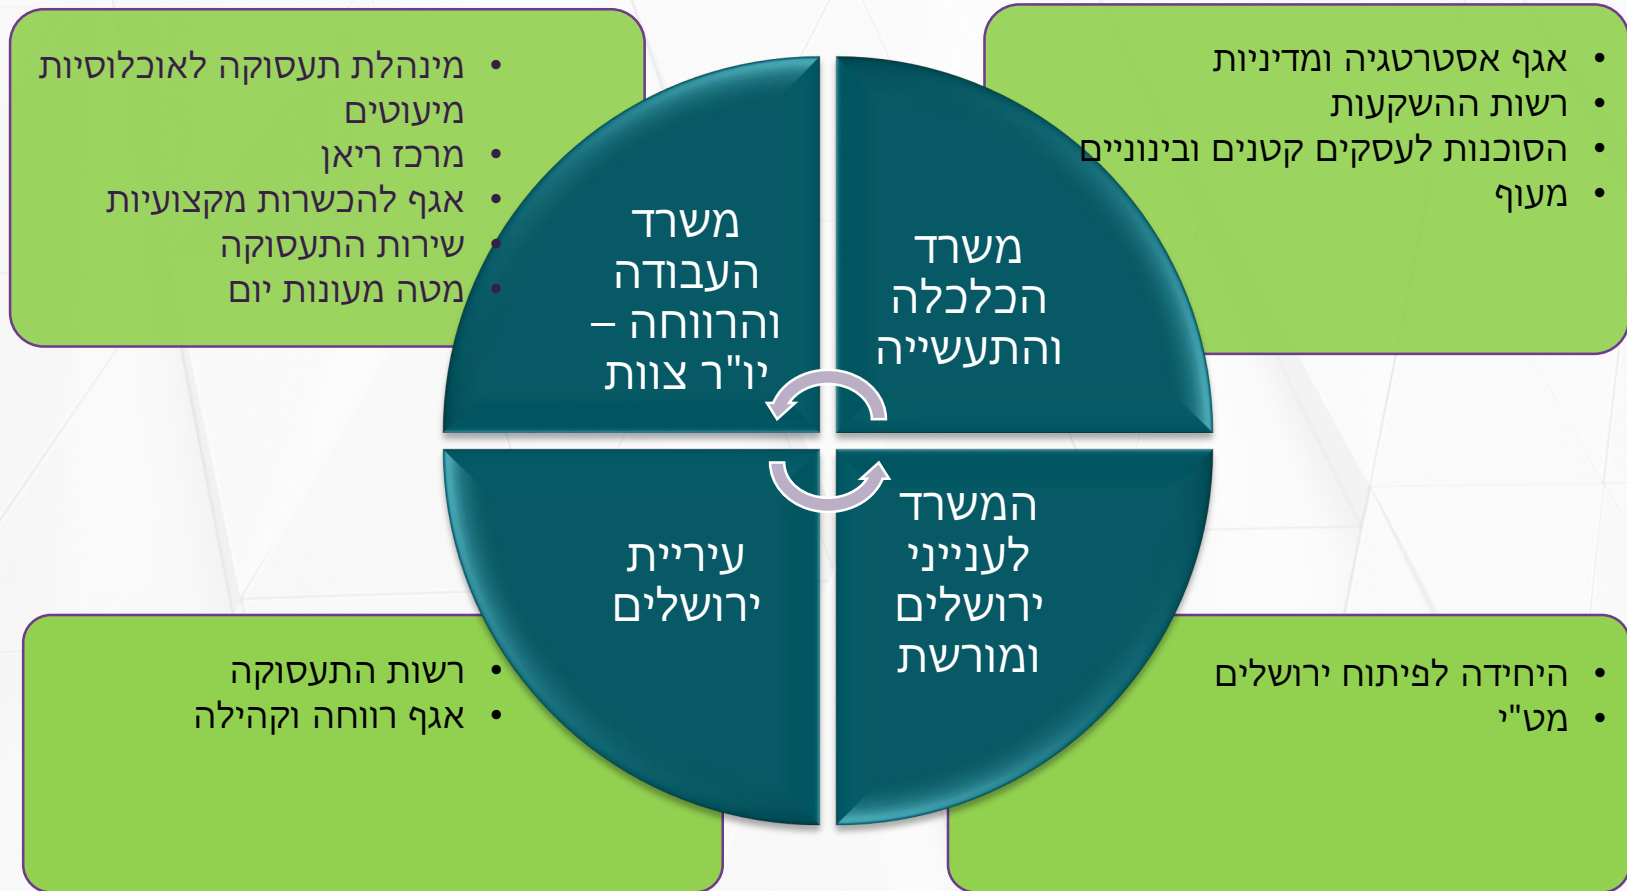 אגף אסטרטגיה ומדיניות
רשות ההשקעות
הסוכנות לעסקים קטנים ובינוניים
מעוף
משרד
הכלכלה
והתעשייה
מינהלת תעסוקה לאוכלוסיות
מיעוטים
מרכז ריאן
אגף להכשרות מקצועיות
שירות התעסוקה
מטה מעונות יום
משרד
העבודה
והרווחה –
יו"ר צוות
היחידה לפיתוח ירושלים
מט"י
המשרד
לענייני
ירושלים
ומורשת
רשות התעסוקה
אגף רווחה וקהילה
עיריית
ירושלים